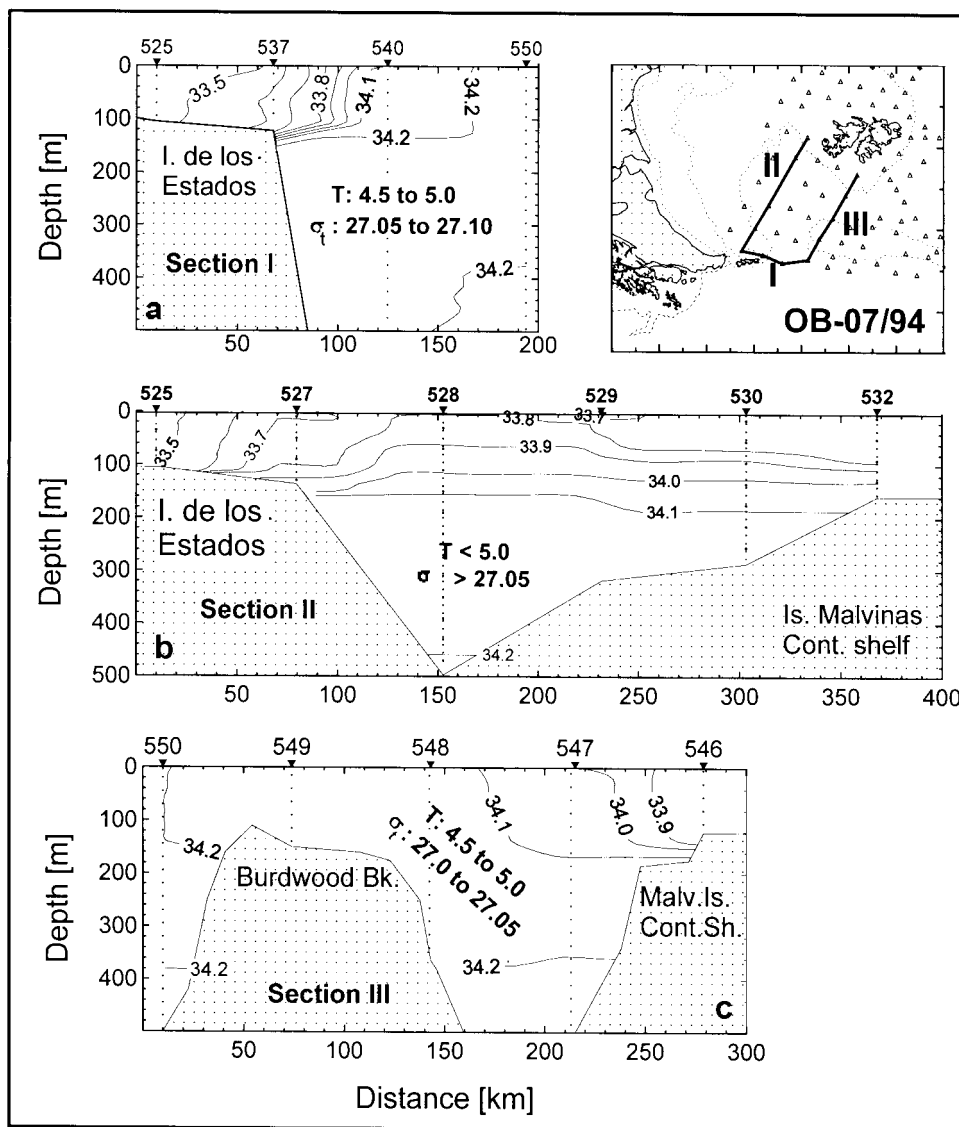 525 537 540 550
0
100
200
300
400
Depth [m]
33.5
33.8
34.1
34.2
34.2
34.2
I. de los
Estados
T: 4.5 to 5.0
σt : 27.05 to 27.10
Section I
a
50 100 150 200
II
III
I
OB-07/94
525 527 528 529 530 532
0
100
200
300
400
500
Depth [m]
33.5
33.7
33.8
33.7
33.9
34.0
34.1
34.2
I. de los
Estados
T < 5.0
σ > 27.05
Section II
b
Is. Malvinas
Cont. shelf
0 50 100 150 200 250 300 350 400
550 549 548 547 546
0
100
200
300
400
Depth [m]
34.2
34.2
34.1
34.0
33.9
34.2
T: 4.5 to 5.0
σt : 27.0 to 27.05
Burdwood Bk.
Malv.Is.
Cont.Sh.
Section III
c
50 100 150 200 250 300
Distance [km]